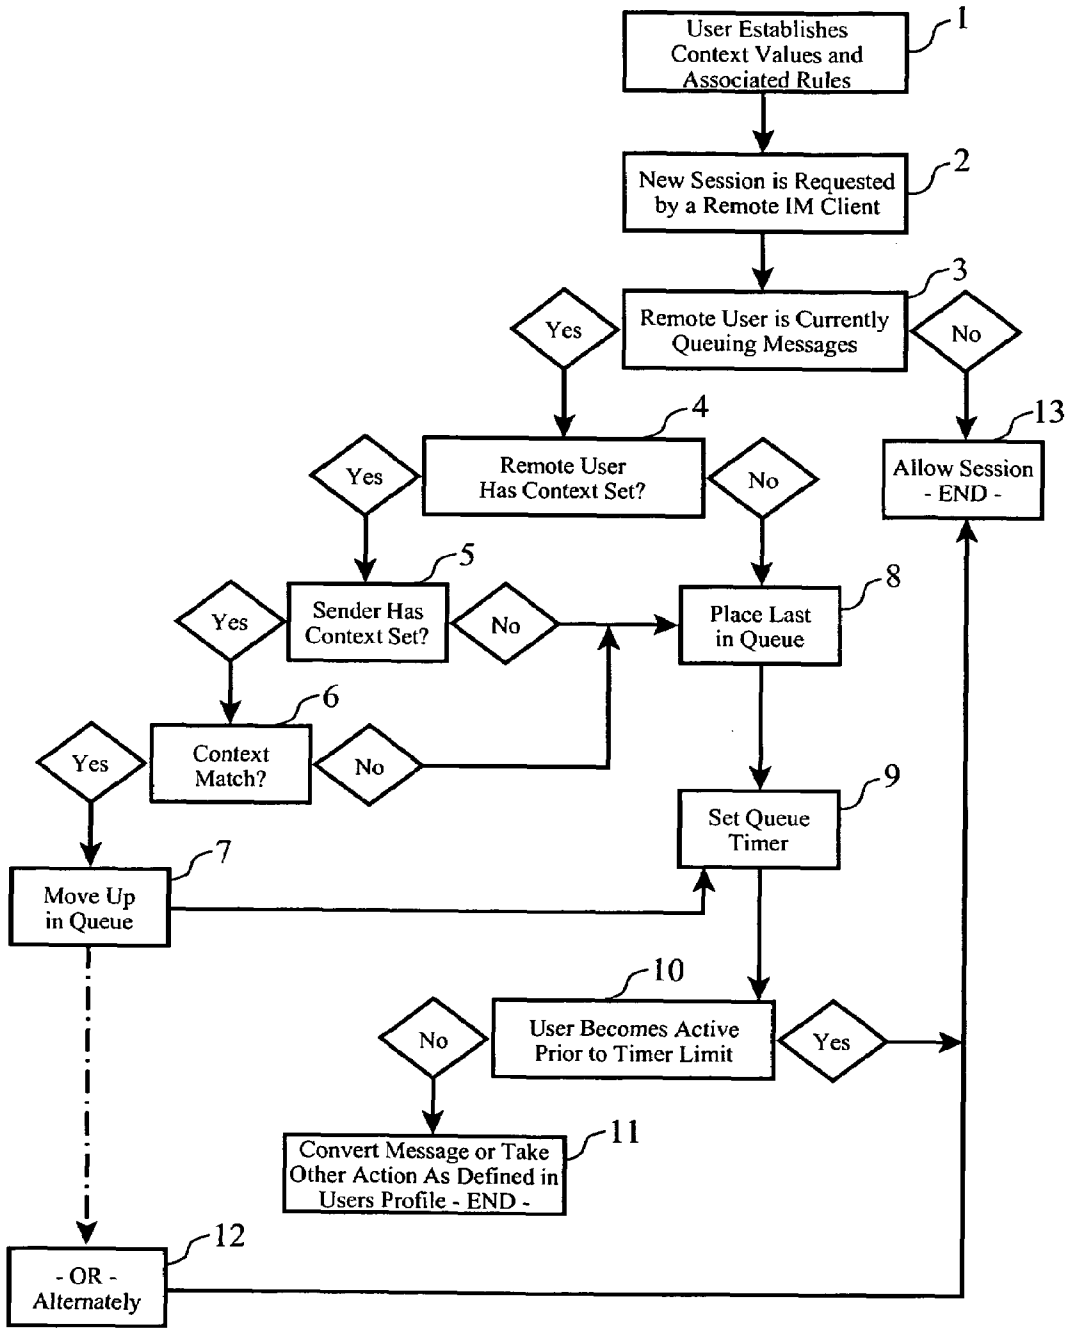 User Establishes
Context Values and
Associated Rules
1
New Session is Requested
by a Remote IM Client
2
Remote User is Currently
Queuing Messages
3
Yes
No
Remote User
Has Context Set?
4
Yes
No
Allow Session
- END -
13
Sender Has
Context Set?
5
Yes
No
Place Last
in Queue
8
Context
Match?
6
Yes
No
Set Queue
Timer
9
Move Up
in Queue
7
User Becomes Active
Prior to Timer Limit
10
No
Yes
Convert Message or Take
Other Action As Defined in
Users Profile - END -
11
- OR -
Alternately
12